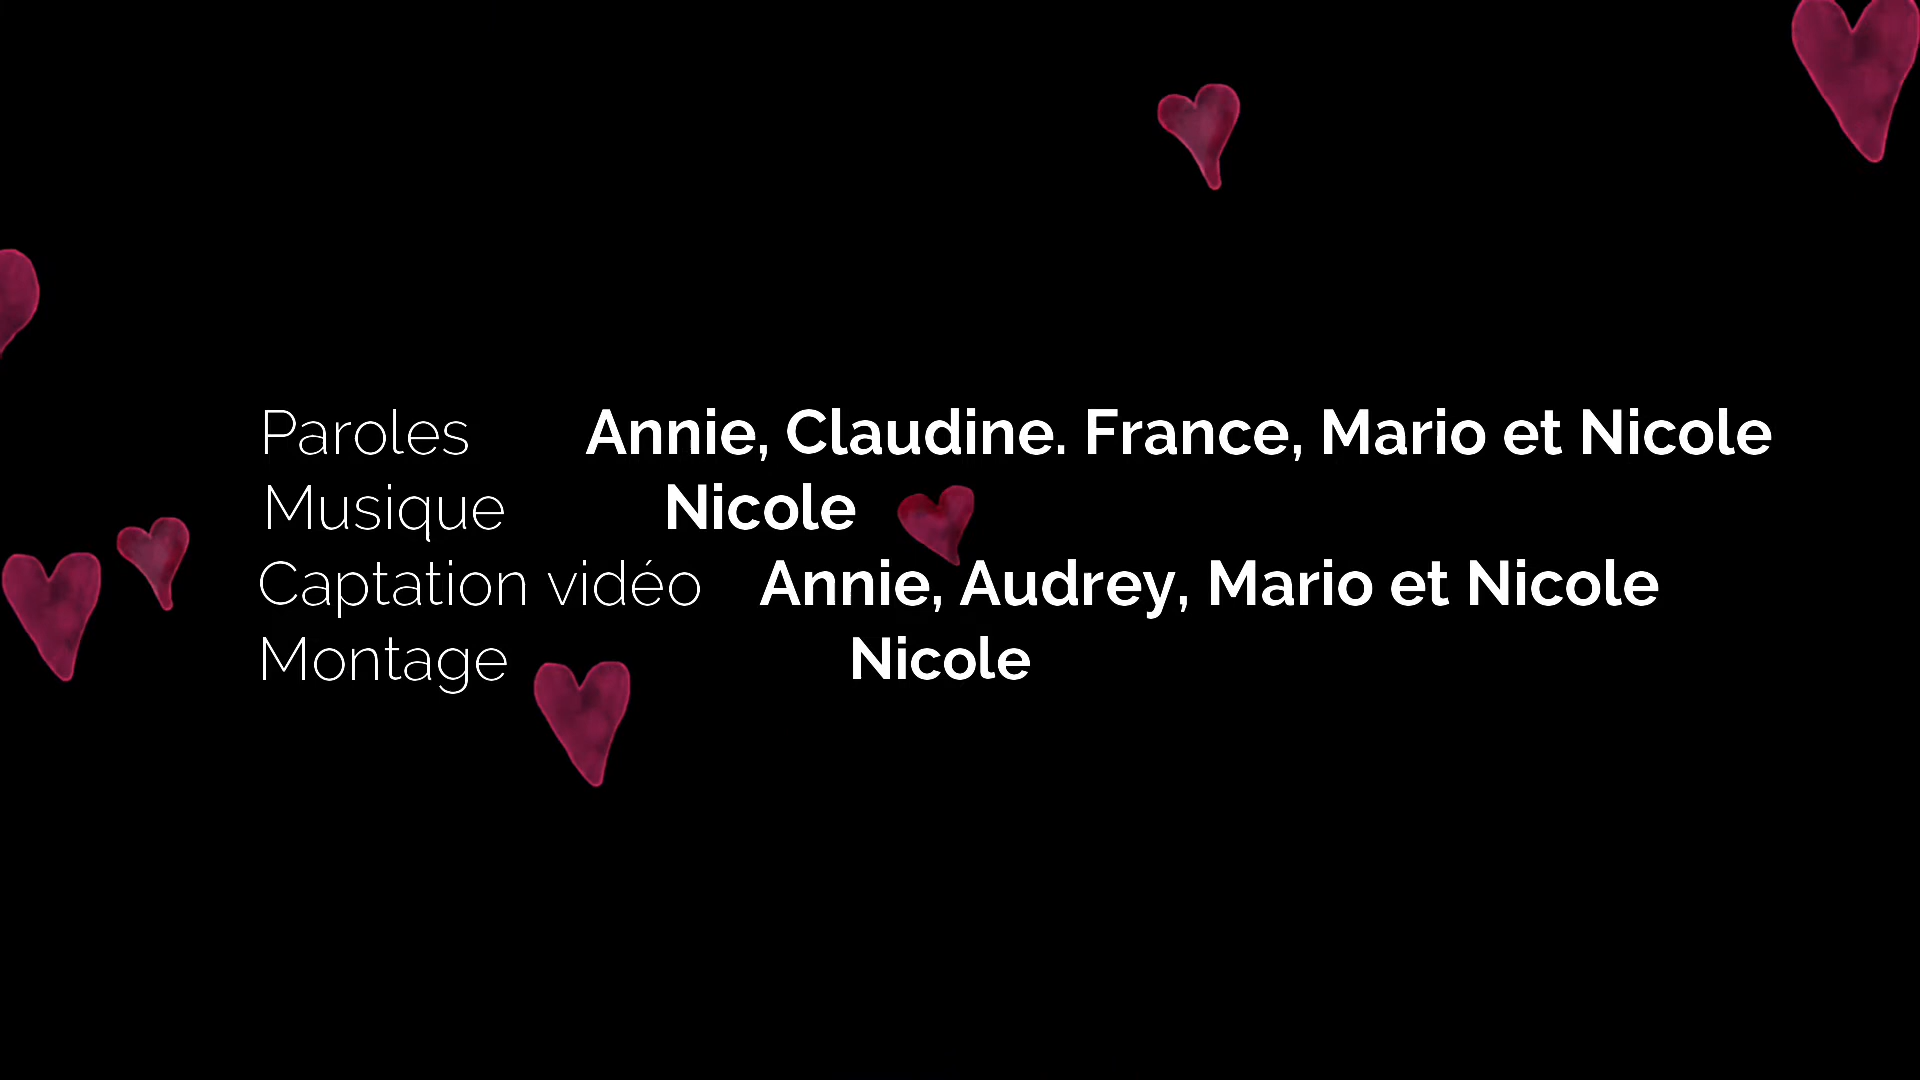 Paroles Annie, Claudine. France, Mario et Nicole
Musique Nicole
Captation vidéo Annie, Audrey, Mario et Nicole
Montage Nicole